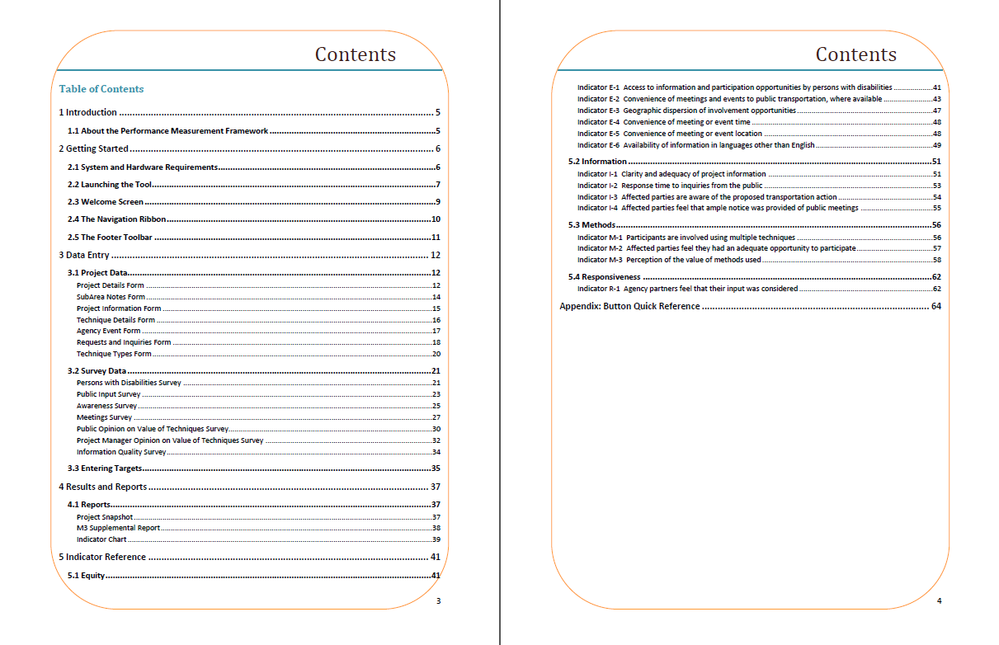 Contents
Table of Contents
1 Introduction ........ 5
1.1 About the Performance Measurement Framework ........ 5
2 Getting Started ........ 6
2.1 System and Hardware Requirements ........ 6
2.2 Launching the Tool ........ 7
2.3 Welcome Screen ........ 9
2.4 The Navigation Ribbon ........ 10
2.5 The Footer Toolbar ........ 11
3 Data Entry ........ 12
3.1 Project Data ........ 12
Project Details Form ........ 12
SubArea Notes Form ........ 14
Project Information Form ........ 15
Technique Details Form ........ 16
Agency Event Form ........ 17
Requests and Inquiries Form ........ 18
Technique Types Form ........ 20
3.2 Survey Data ........ 21
Persons with Disabilities Survey ........ 21
Public Input Survey ........ 23
Awareness Survey ........ 25
Meetings Survey ........ 27
Public Opinion on Value of Techniques Survey ........ 30
Project Manager Opinion on Value of Techniques Survey ........ 32
Information Quality Survey ........ 34
3.3 Entering Targets ........ 35
4 Results and Reports ........ 37
4.1 Reports ........ 37
Project Snapshot ........ 37
M3 Supplemental Report ........ 38
Indicator Chart ........ 39
5 Indicator Reference ........ 41
5.1 Equity ........ 41
3
Contents
Indicator E-1 Access to information and participation opportunities by persons with disabilities ........ 41
Indicator E-2 Convenience of meetings and events to public transportation, where available ........ 43
Indicator E-3 Geographic dispersion of involvement opportunities ........ 47
Indicator E-4 Convenience of meeting or event time ........ 48
Indicator E-5 Convenience of meeting or event location ........ 48
Indicator E-6 Availability of information in languages other than English ........ 49
5.2 Information ........ 51
Indicator I-1 Clarity and adequacy of project information ........ 51
Indicator I-2 Response time to inquiries from the public ........ 53
Indicator I-3 Affected parties are aware of the proposed transportation action ........ 54
Indicator I-4 Affected parties feel that ample notice was provided of public meetings ........ 55
5.3 Methods ........ 56
Indicator M-1 Participants are involved using multiple techniques ........ 56
Indicator M-2 Affected parties feel they had an adequate opportunity to participate ........ 57
Indicator M-3 Perception of the value of methods used ........ 58
5.4 Responsiveness ........ 62
Indicator R-1 Agency partners feel that their input was considered ........ 62
Appendix: Button Quick Reference ........ 64
4